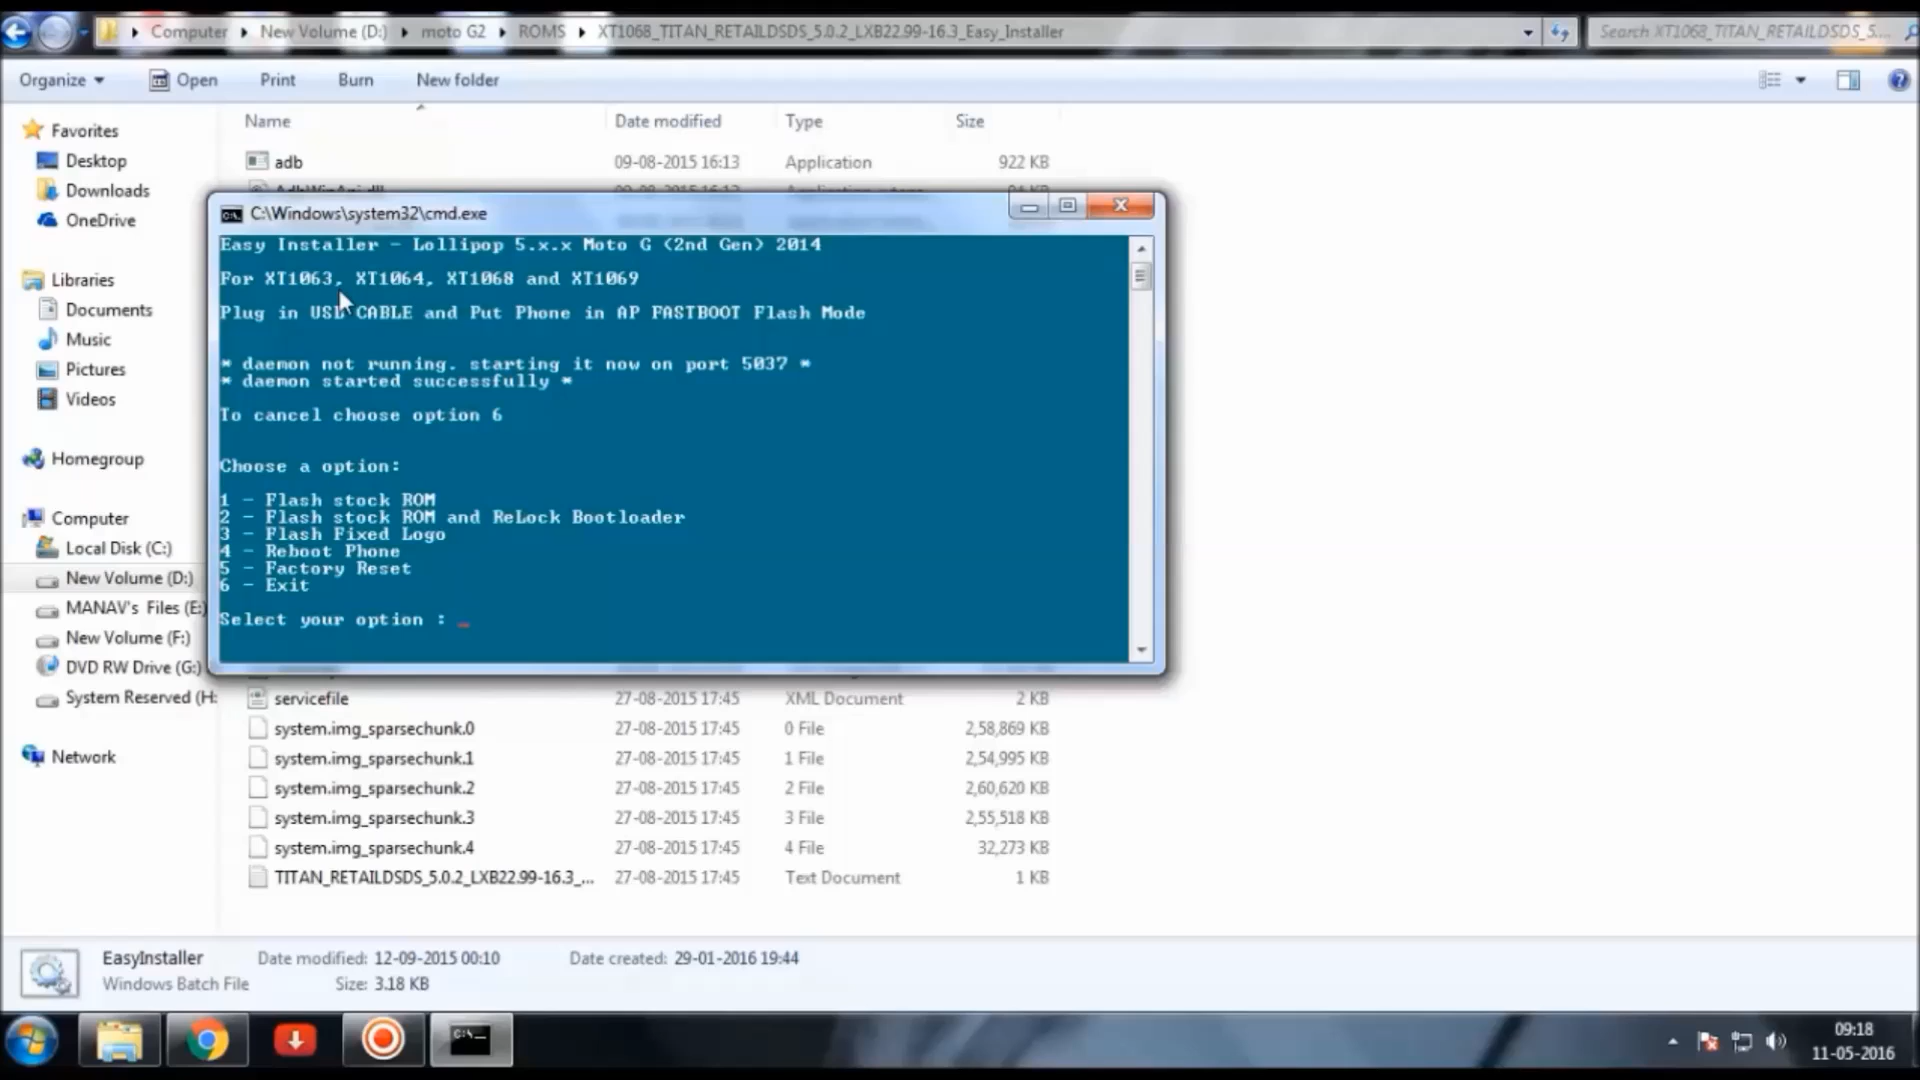 Computer New Volume (D:) moto G2 ROMS XT1068_TITAN_RETAILDSDS_5.0.2_LXB22.99-16.3_Easy_Installer
Search XT1068_TITAN_RETAILDSDS_5....
Organize Open Print Burn New folder
Name Date modified Type Size
Favorites
Desktop
Downloads
OneDrive
Libraries
Documents
Music
Pictures
Videos
Homegroup
Computer
Local Disk (C:)
New Volume (D:)
MANAV's Files (E:)
New Volume (F:)
DVD RW Drive (G:)
System Reserved (H:
Network
adb 09-08-2015 16:13 Application 922 KB
C:\Windows\system32\cmd.exe
Easy Installer - Lollipop 5.x.x Moto G (2nd Gen) 2014
For XT1063, XT1064, XT1068 and XT1069
Plug in USB CABLE and Put Phone in AP FASTBOOT Flash Mode
* daemon not running. starting it now on port 5037 *
* daemon started successfully *
To cancel choose option 6
Choose a option:
1 - Flash stock ROM
2 - Flash stock ROM and ReLock Bootloader
3 - Flash Fixed Logo
4 - Reboot Phone
5 - Factory Reset
6 - Exit
Select your option : _
servicefile 27-08-2015 17:45 XML Document 2 KB
system.img_sparsechunk.0 27-08-2015 17:45 0 File 2,58,869 KB
system.img_sparsechunk.1 27-08-2015 17:45 1 File 2,54,995 KB
system.img_sparsechunk.2 27-08-2015 17:45 2 File 2,60,620 KB
system.img_sparsechunk.3 27-08-2015 17:45 3 File 2,55,518 KB
system.img_sparsechunk.4 27-08-2015 17:45 4 File 32,273 KB
TITAN_RETAILDSDS_5.0.2_LXB22.99-16.3_... 27-08-2015 17:45 Text Document 1 KB
EasyInstaller Date modified: 12-09-2015 00:10 Date created: 29-01-2016 19:44
Windows Batch File Size: 3.18 KB
09:18
11-05-2016